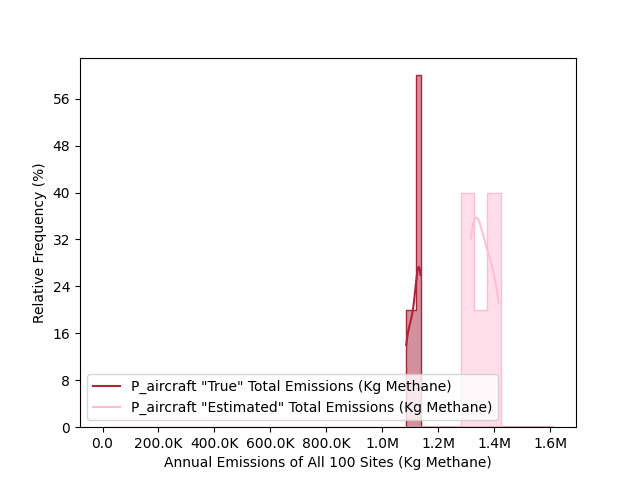 56
48
40
32
24
16
8
0
Relative Frequency (%)
P_aircraft "True" Total Emissions (Kg Methane)
P_aircraft "Estimated" Total Emissions (Kg Methane)
0.0 200.0K 400.0K 600.0K 800.0K 1.0M 1.2M 1.4M 1.6M
Annual Emissions of All 100 Sites (Kg Methane)